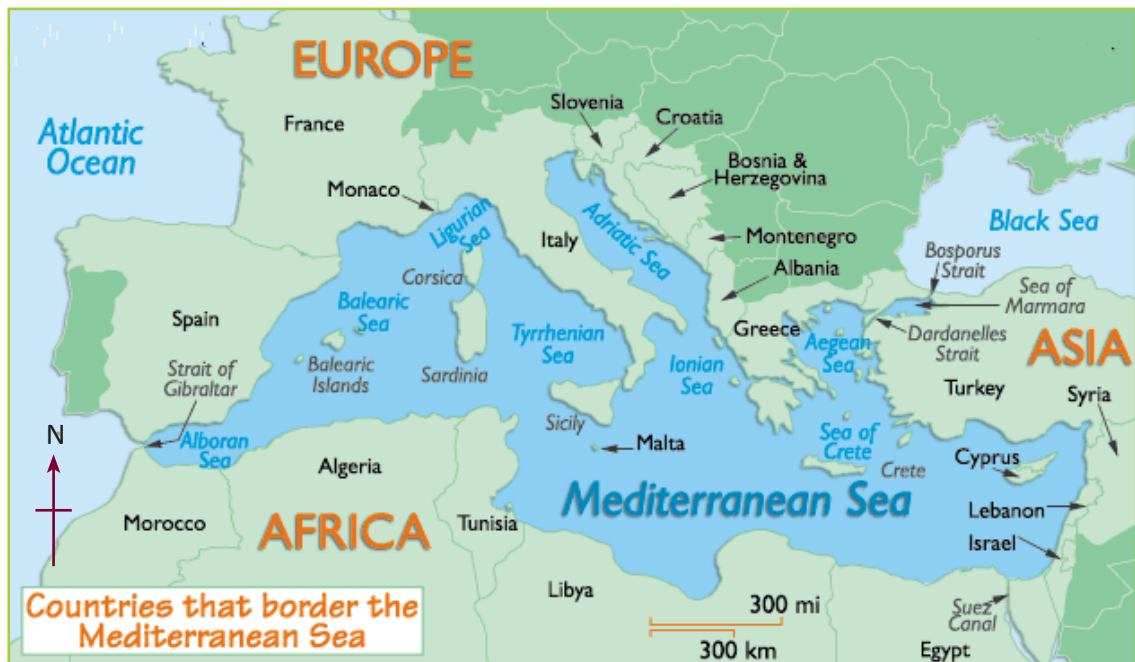 EUROPE
Atlantic
Ocean
France
Slovenia
Croatia
Bosnia &
Herzegovina
Monaco
Ligurian
Sea
Italy
Adriatic Sea
Montenegro
Black Sea
Bosporus
Strait
Albania
Corsica
Sea of
Marmara
Balearic
Sea
Spain
Tyrrhenian
Sea
Greece
Aegean
Sea
Dardanelles
Strait
ASIA
Ionian
Sea
Strait of
Gibraltar
Balearic
Islands
Sardinia
Turkey
Syria
Sicily
Malta
Sea of
Crete
Crete
Cyprus
N
Alboran
Sea
Algeria
Mediterranean Sea
Lebanon
Morocco
AFRICA
Tunisia
Israel
Libya
Countries that border the
Mediterranean Sea
300 mi
300 km
Suez
Canal
Egypt